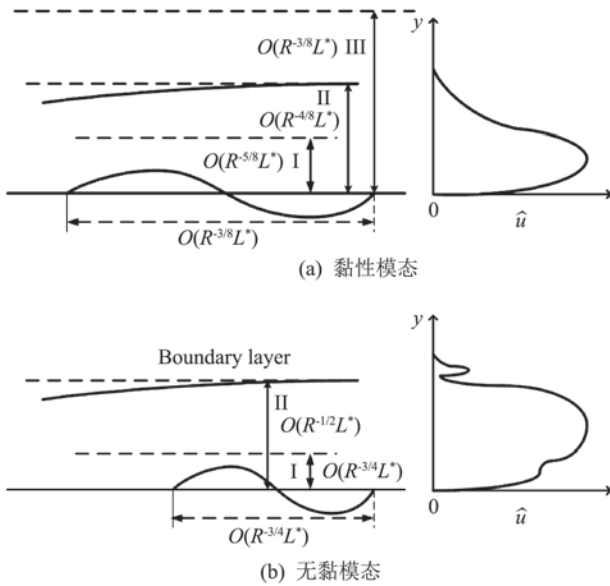 y
O(R^{-3/8}L^*) III
II
O(R^{-4/8}L^*)
O(R^{-5/8}L^*) I
O(R^{-3/8}L^*)
0
û
(a) 黏性模态
y
Boundary layer
II
O(R^{-1/2}L^*)
I O(R^{-3/4}L^*)
O(R^{-3/4}L^*)
0
û
(b) 无黏模态